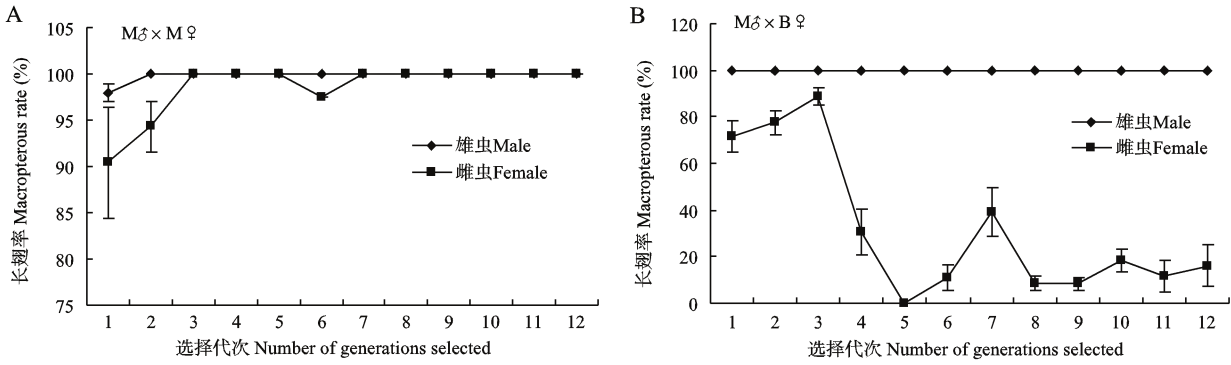 A
M♂×M♀
长翅率 Macropterous rate (%)
105
100
95
90
85
80
75
雄虫Male
雌虫Female
1 2 3 4 5 6 7 8 9 10 11 12
选择代次 Number of generations selected
B
M♂×B♀
长翅率 Macropterous rate (%)
120
100
80
60
40
20
0
雄虫Male
雌虫Female
1 2 3 4 5 6 7 8 9 10 11 12
选择代次 Number of generations selected